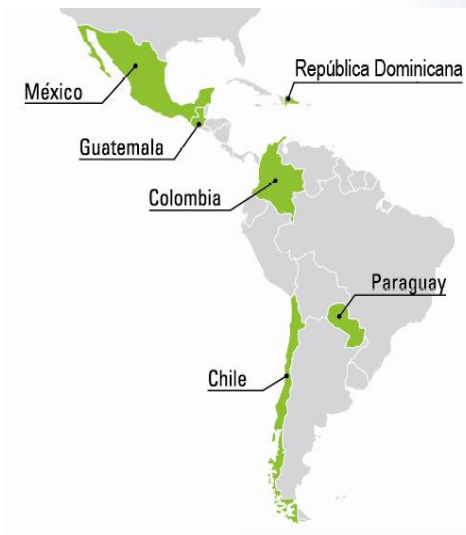 República Dominicana
México
Guatemala
Colombia
Paraguay
Chile